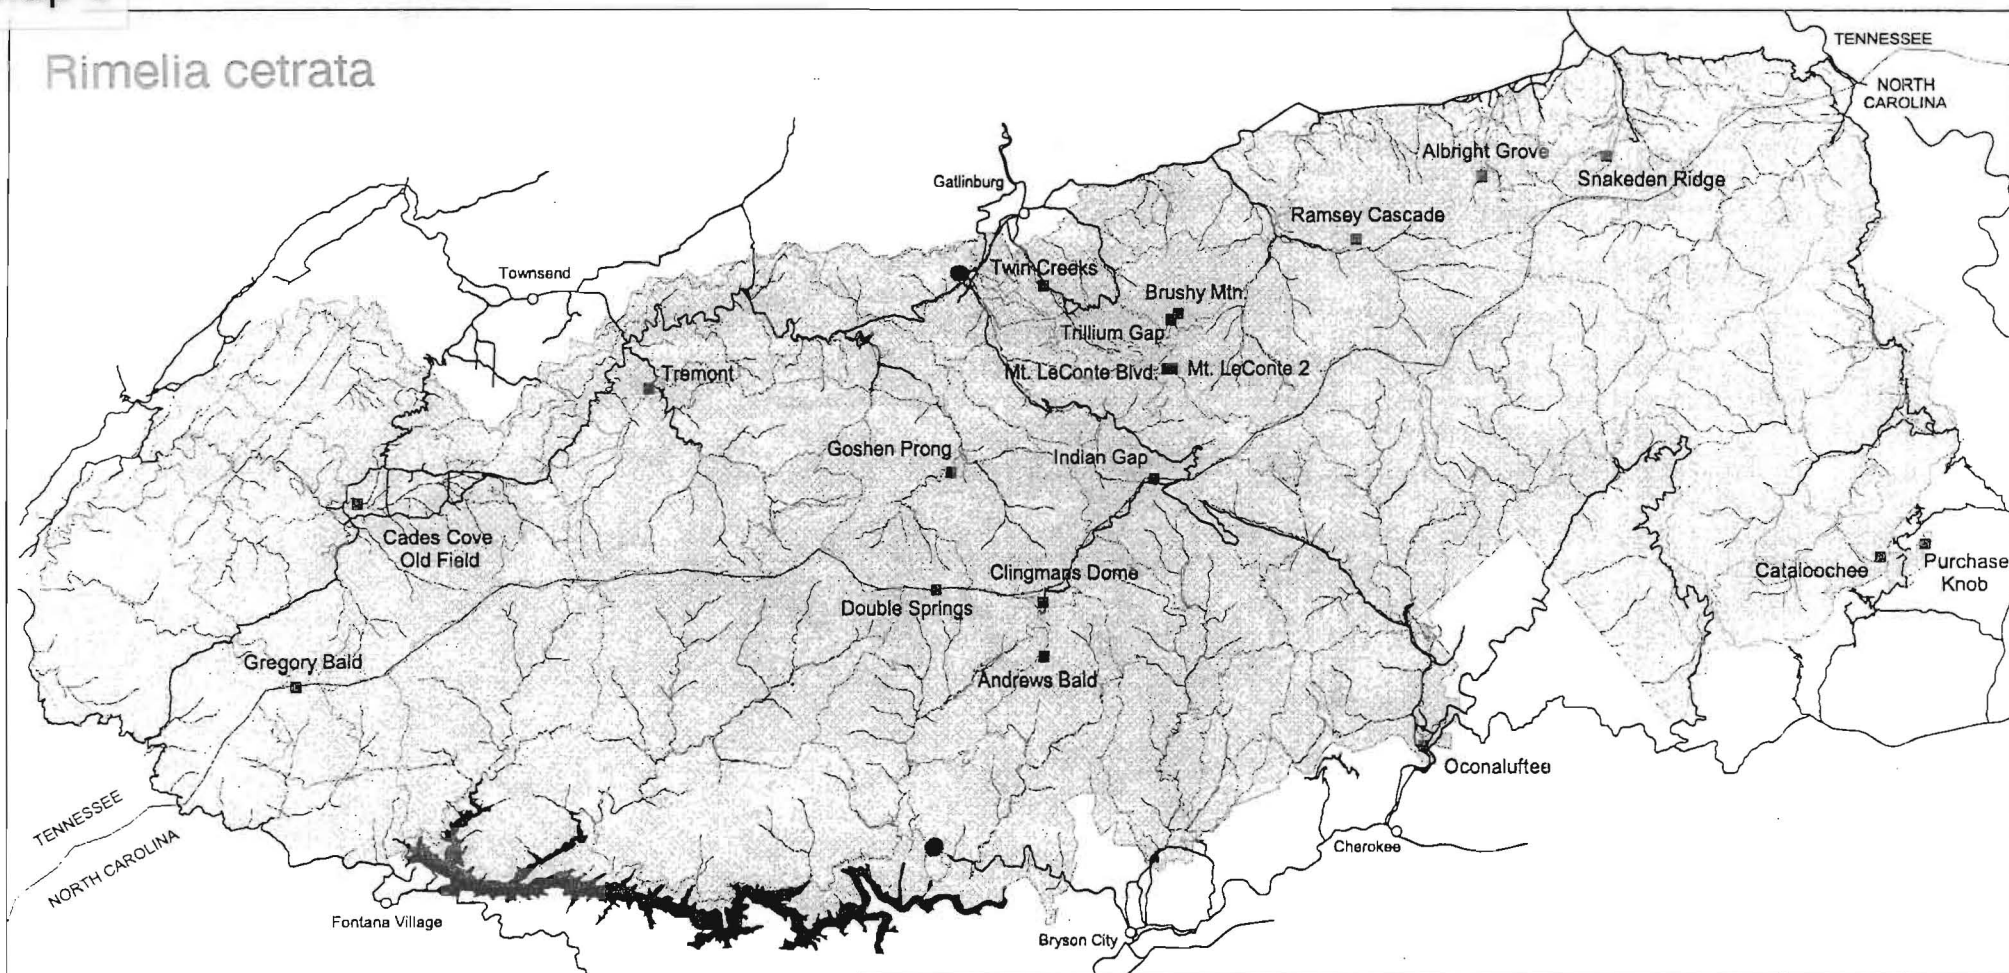 Rimelia cetrata
TENNESSEE
NORTH
CAROLINA
Albright Grove
Snakeden Ridge
Gatlinburg
Ramsey Cascade
Townsend
Twin Creeks
Brushy Mtn.
Trillium Gap
Mt. LeConte Blvd.
Mt. LeConte 2
Tremont
Goshen Prong
Indian Gap
Cades Cove
Old Field
Clingmans Dome
Double Springs
Cataloochee
Purchase
Knob
Gregory Bald
Andrews Bald
Oconaluftee
TENNESSEE
NORTH CAROLINA
Cherokee
Fontana Village
Bryson City